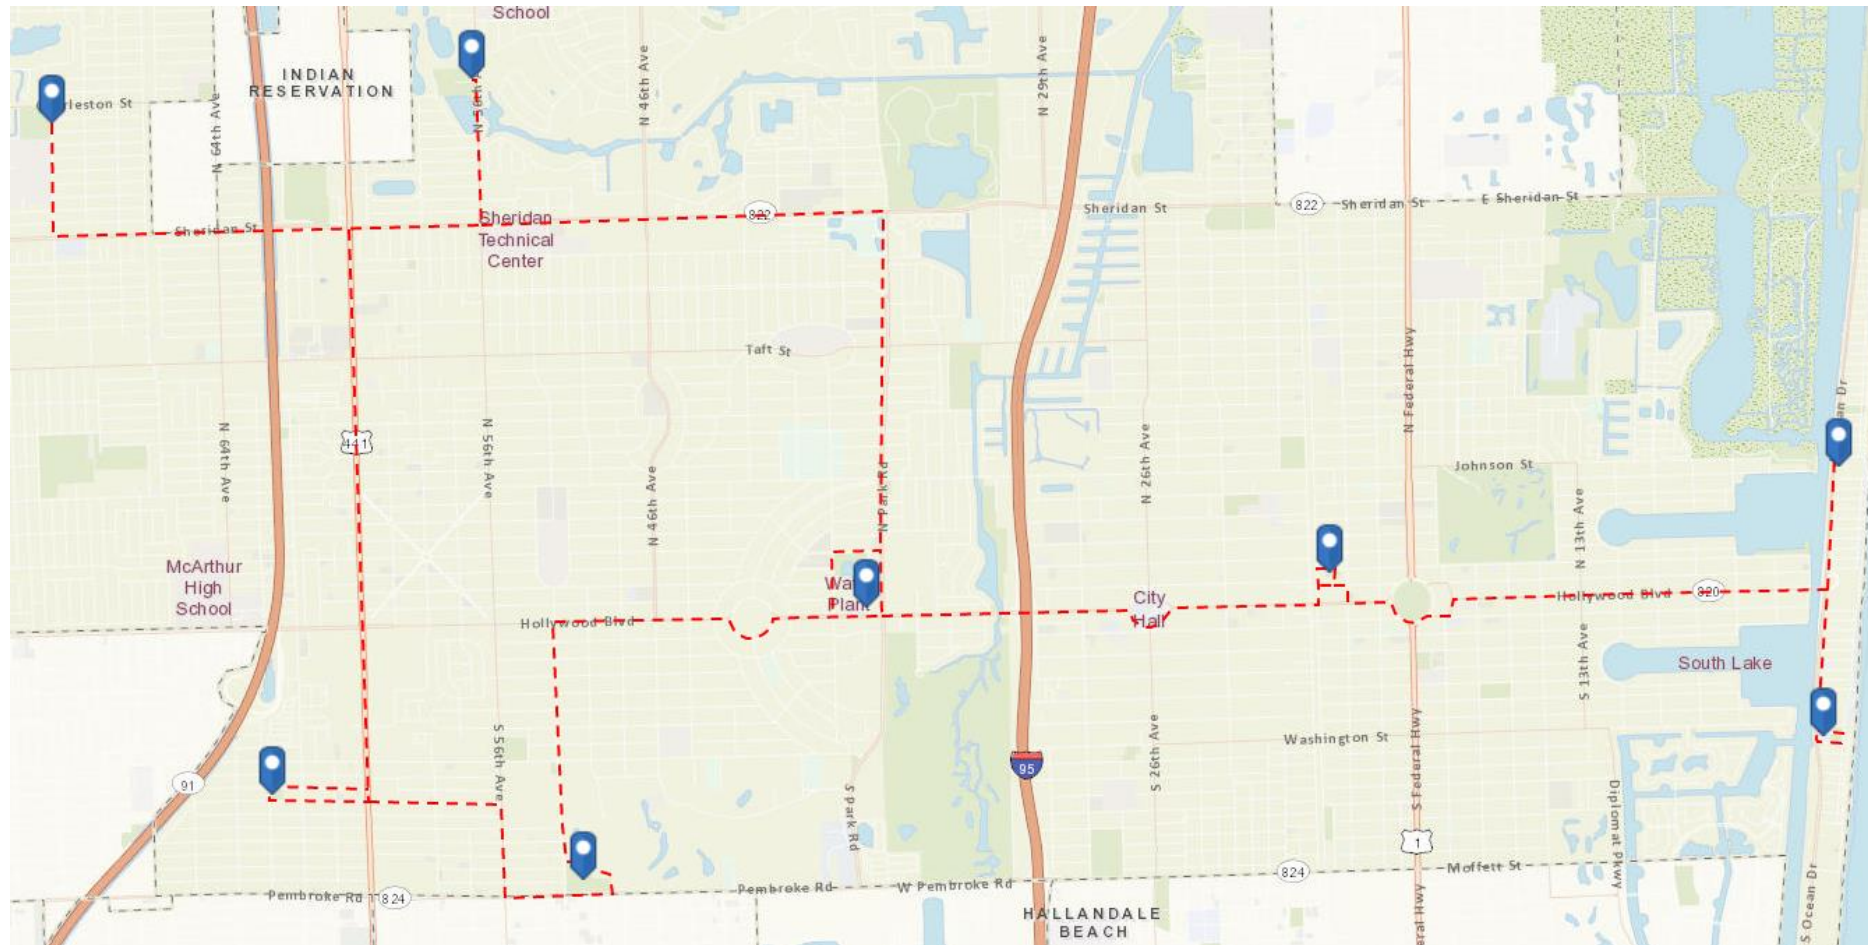 School
INDIAN
RESERVATION
N 64th Ave
N 56th
N 46th Ave
N 29th Ave
Sheridan St
822
Sheridan
Technical
Center
Sheridan St
822
Sheridan St
E Sheridan St
Taft St
441
N 64th Ave
N 56th Ave
N 46th Ave
N Park Rd
N 26th Ave
N Federal Hwy
Johnson St
N 13th Ave
McArthur
High
School
Hollywood Blvd
City
Hall
Hollywood Blvd
820
S 13th Ave
South Lake
S 56th Ave
S Park Rd
S 26th Ave
Washington St
S Federal Hwy
Diplomat Pkwy
91
95
1
Pembroke Rd
824
Pembroke Rd
W Pembroke Rd
824
Moffett St
S Ocean Dr
HALLANDALE
BEACH